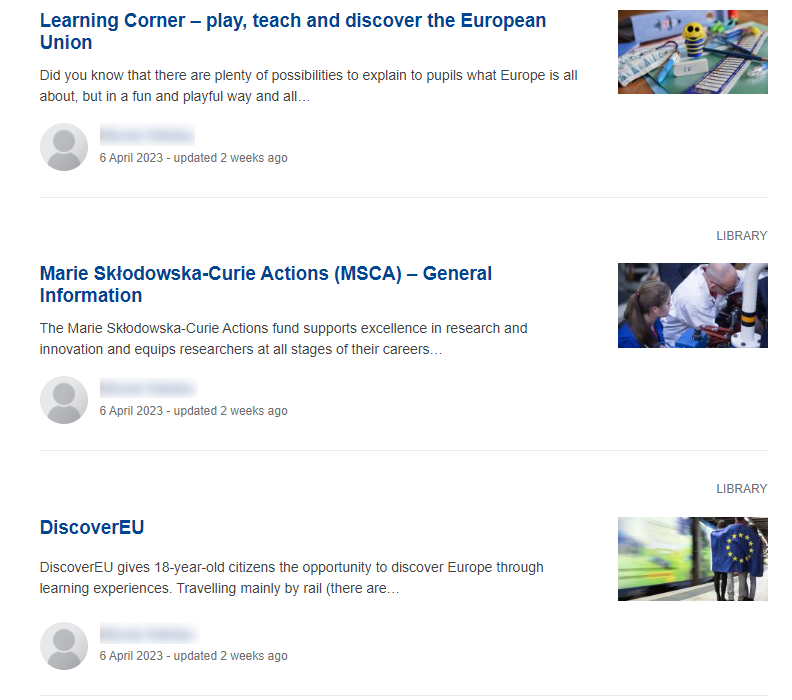 Learning Corner – play, teach and discover the European
Union
Did you know that there are plenty of possibilities to explain to pupils what Europe is all
about, but in a fun and playful way and all…
6 April 2023 - updated 2 weeks ago
LIBRARY
Marie Skłodowska-Curie Actions (MSCA) – General
Information
The Marie Skłodowska-Curie Actions fund supports excellence in research and
innovation and equips researchers at all stages of their careers…
6 April 2023 - updated 2 weeks ago
LIBRARY
DiscoverEU
DiscoverEU gives 18-year-old citizens the opportunity to discover Europe through
learning experiences. Travelling mainly by rail (there are…
6 April 2023 - updated 2 weeks ago